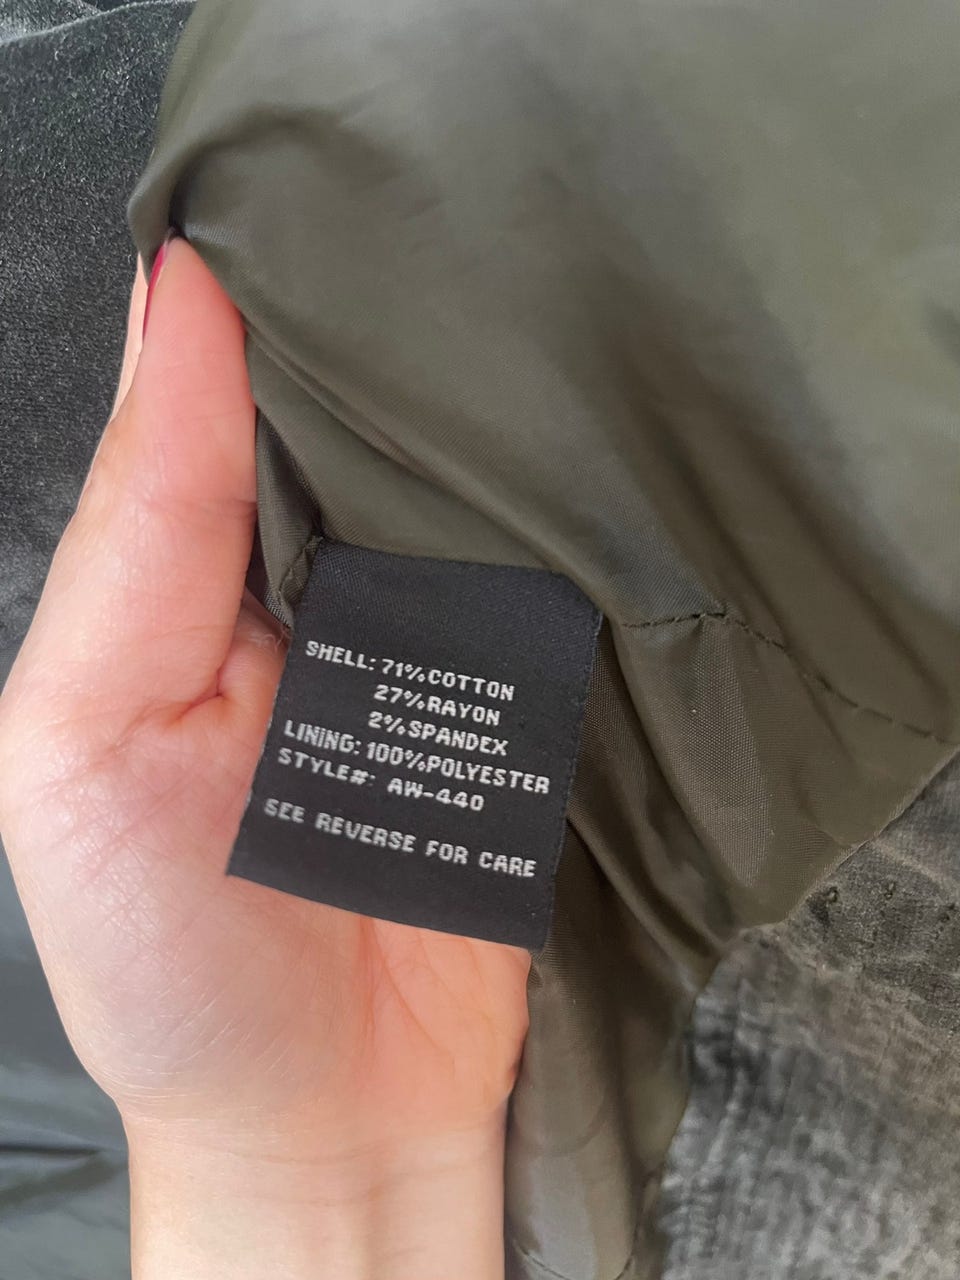 SHELL: 71%COTTON
27%RAYON
2%SPANDEX
LINING: 100%POLYESTER
STYLE#: AW-440
SEE REVERSE FOR CARE